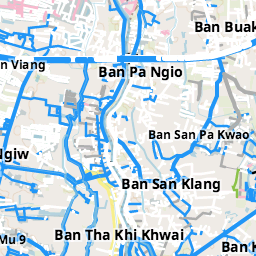 Ban Buak
n Viang
Ban Pa Ngio
Ban San Pa Kwao
Ngiw
Ban San Klang
Ban Tha Khi Khwai
Mu 9
Ban K